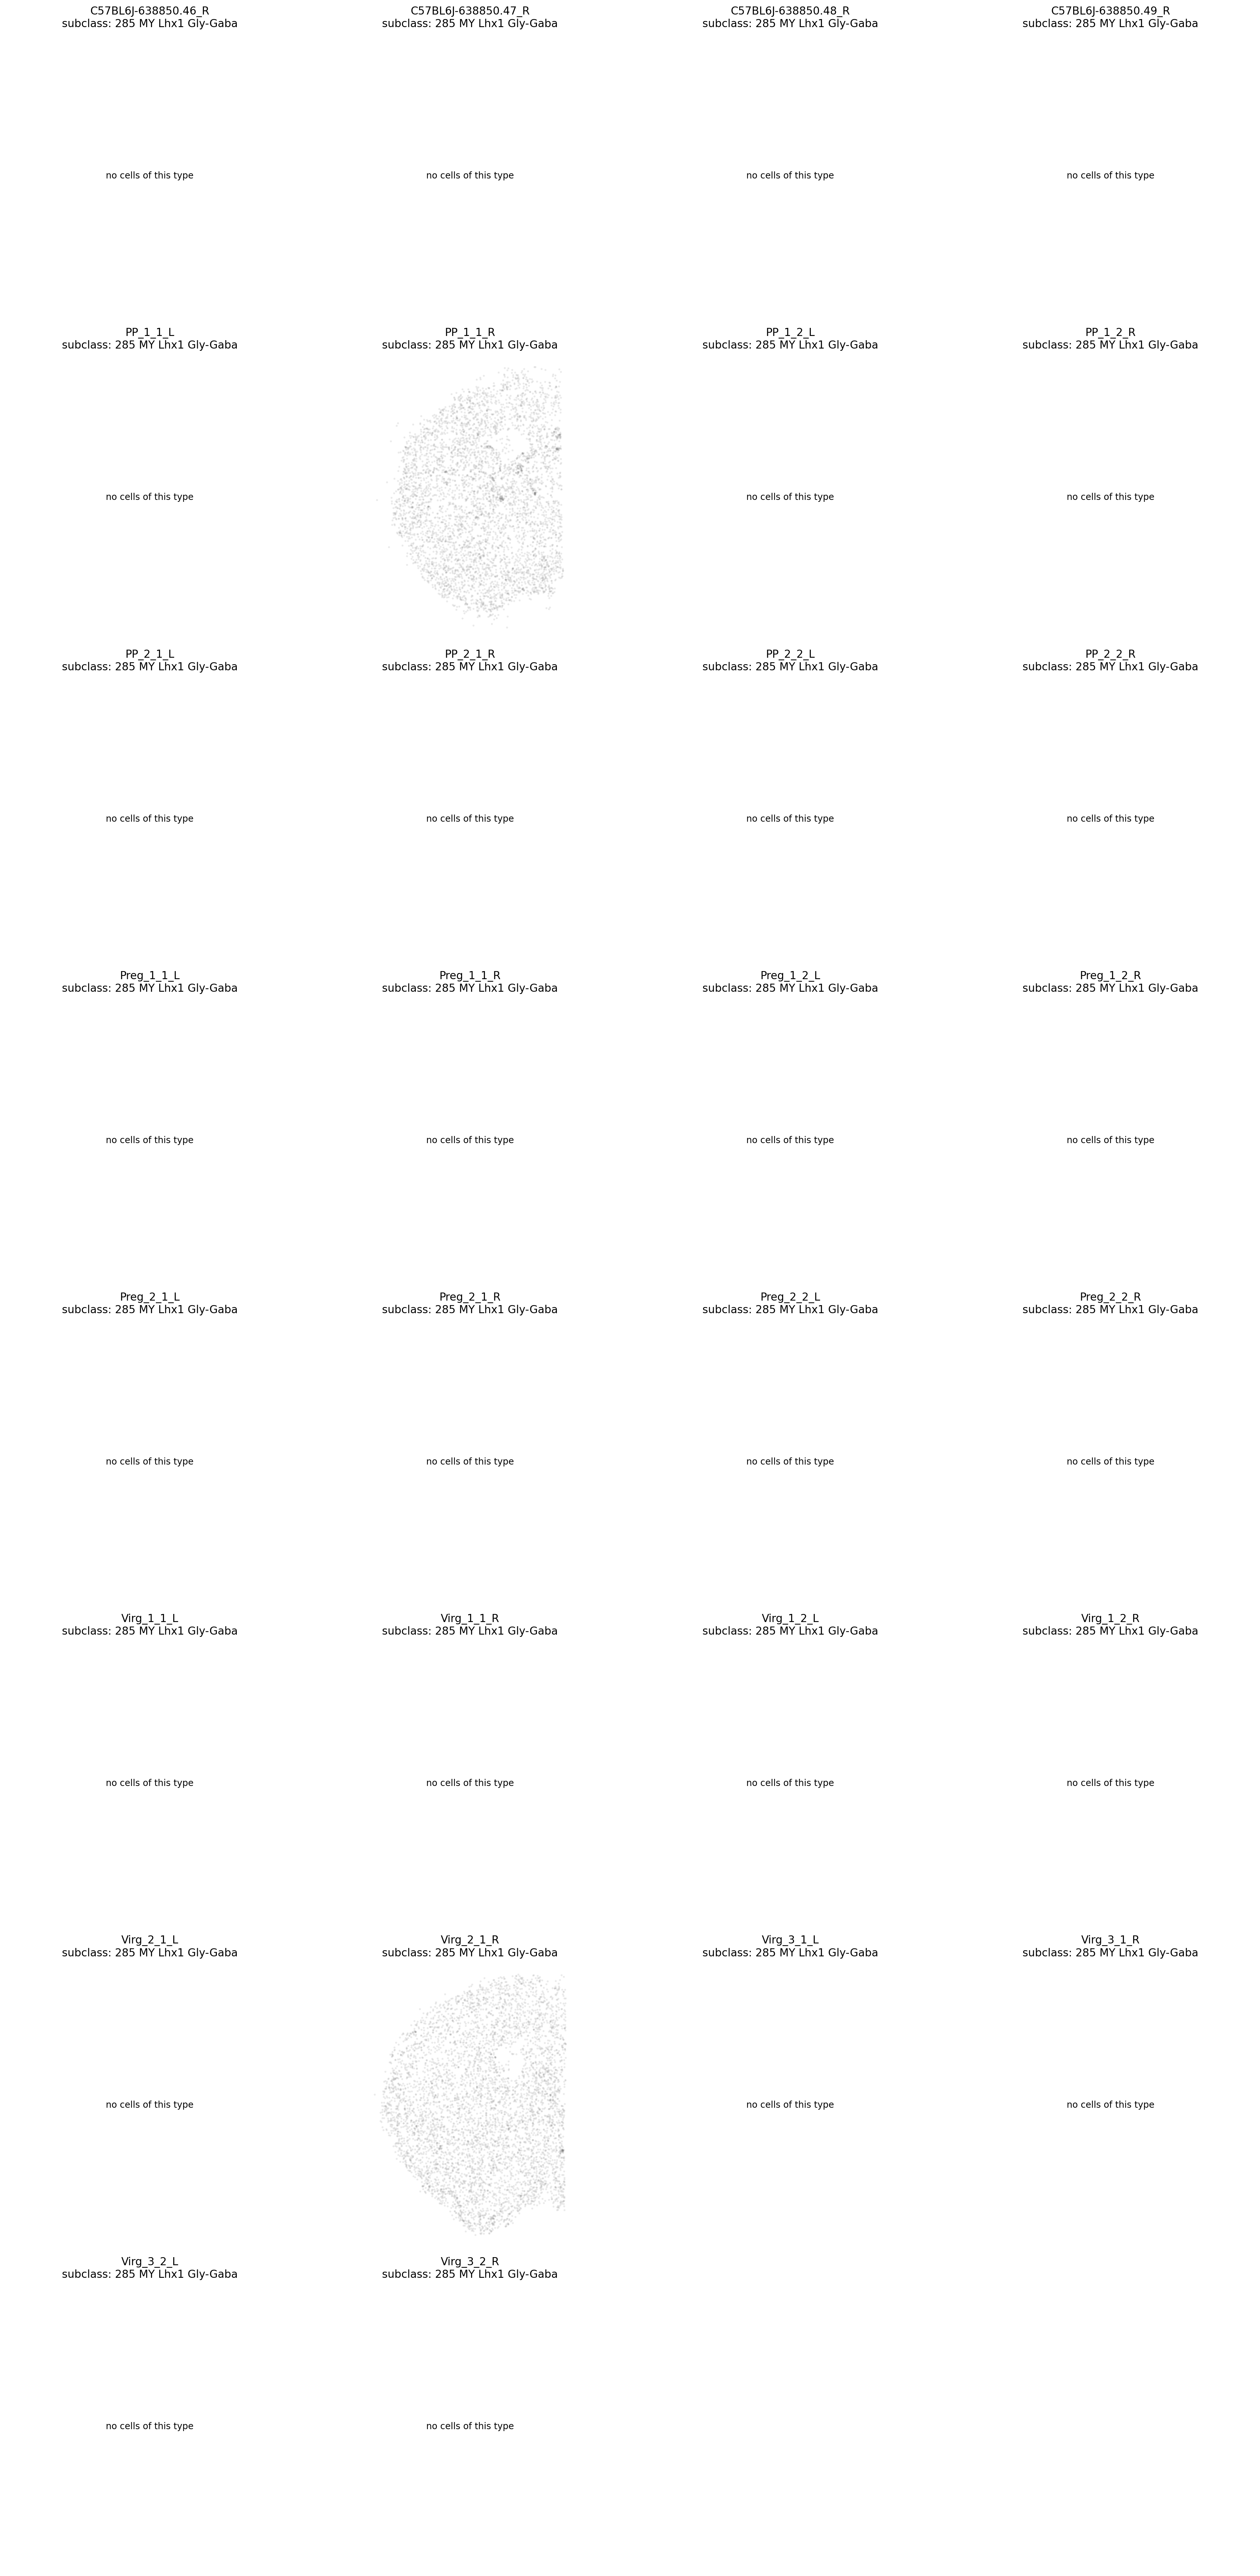 C57BL6J-638850.46_R
subclass: 285 MY Lhx1 Gly-Gaba
C57BL6J-638850.47_R
subclass: 285 MY Lhx1 Gly-Gaba
C57BL6J-638850.48_R
subclass: 285 MY Lhx1 Gly-Gaba
C57BL6J-638850.49_R
subclass: 285 MY Lhx1 Gly-Gaba
no cells of this type
no cells of this type
no cells of this type
no cells of this type
PP_1_1_L
subclass: 285 MY Lhx1 Gly-Gaba
PP_1_1_R
subclass: 285 MY Lhx1 Gly-Gaba
PP_1_2_L
subclass: 285 MY Lhx1 Gly-Gaba
PP_1_2_R
subclass: 285 MY Lhx1 Gly-Gaba
no cells of this type
no cells of this type
no cells of this type
PP_2_1_L
subclass: 285 MY Lhx1 Gly-Gaba
PP_2_1_R
subclass: 285 MY Lhx1 Gly-Gaba
PP_2_2_L
subclass: 285 MY Lhx1 Gly-Gaba
PP_2_2_R
subclass: 285 MY Lhx1 Gly-Gaba
no cells of this type
no cells of this type
no cells of this type
no cells of this type
Preg_1_1_L
subclass: 285 MY Lhx1 Gly-Gaba
Preg_1_1_R
subclass: 285 MY Lhx1 Gly-Gaba
Preg_1_2_L
subclass: 285 MY Lhx1 Gly-Gaba
Preg_1_2_R
subclass: 285 MY Lhx1 Gly-Gaba
no cells of this type
no cells of this type
no cells of this type
no cells of this type
Preg_2_1_L
subclass: 285 MY Lhx1 Gly-Gaba
Preg_2_1_R
subclass: 285 MY Lhx1 Gly-Gaba
Preg_2_2_L
subclass: 285 MY Lhx1 Gly-Gaba
Preg_2_2_R
subclass: 285 MY Lhx1 Gly-Gaba
no cells of this type
no cells of this type
no cells of this type
no cells of this type
Virg_1_1_L
subclass: 285 MY Lhx1 Gly-Gaba
Virg_1_1_R
subclass: 285 MY Lhx1 Gly-Gaba
Virg_1_2_L
subclass: 285 MY Lhx1 Gly-Gaba
Virg_1_2_R
subclass: 285 MY Lhx1 Gly-Gaba
no cells of this type
no cells of this type
no cells of this type
no cells of this type
Virg_2_1_L
subclass: 285 MY Lhx1 Gly-Gaba
Virg_2_1_R
subclass: 285 MY Lhx1 Gly-Gaba
Virg_3_1_L
subclass: 285 MY Lhx1 Gly-Gaba
Virg_3_1_R
subclass: 285 MY Lhx1 Gly-Gaba
no cells of this type
no cells of this type
no cells of this type
Virg_3_2_L
subclass: 285 MY Lhx1 Gly-Gaba
Virg_3_2_R
subclass: 285 MY Lhx1 Gly-Gaba
no cells of this type
no cells of this type